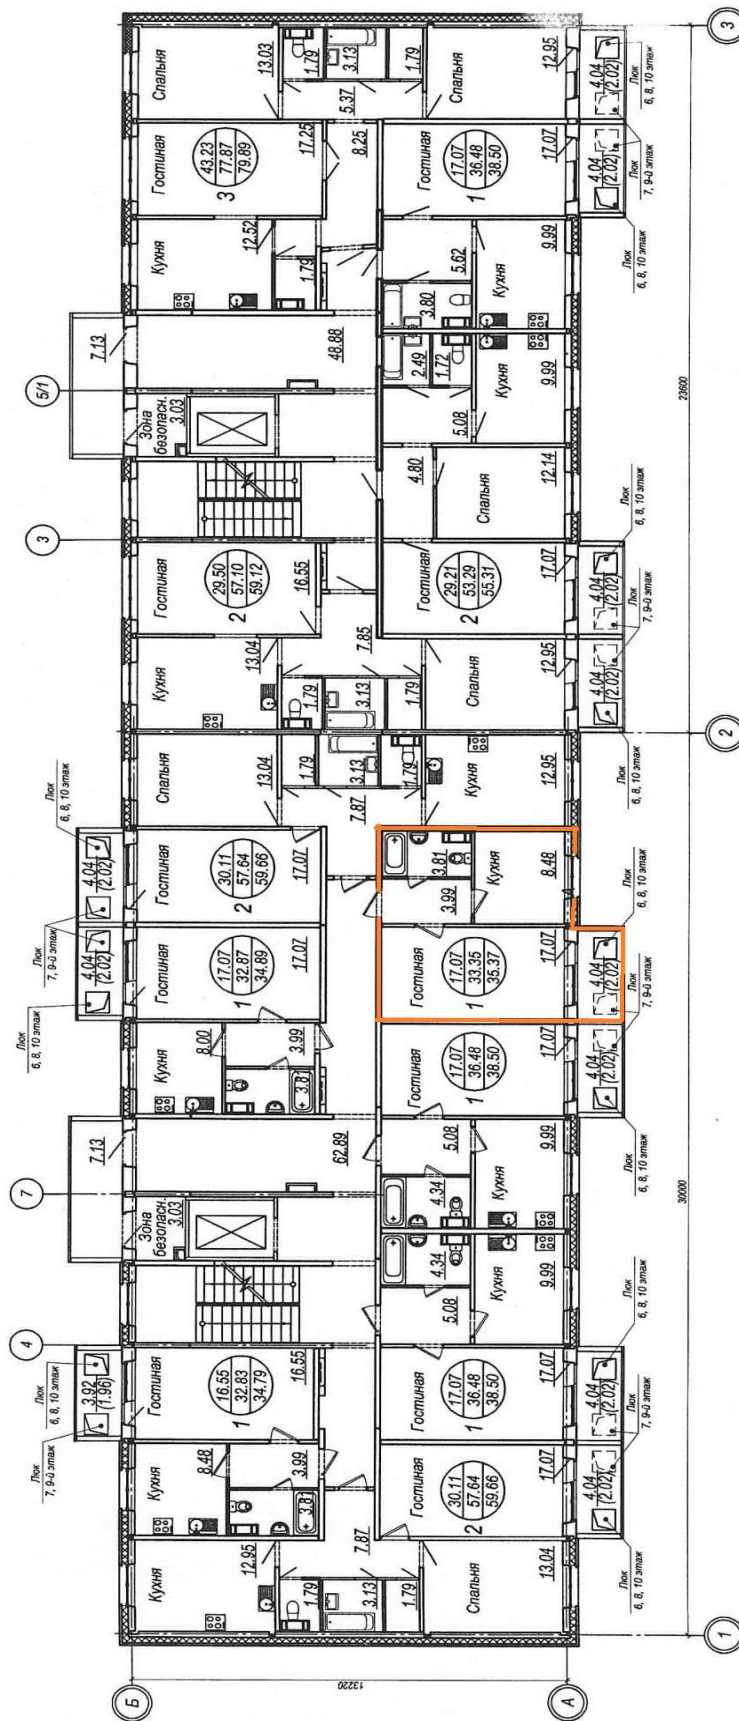 Люк
7, 9-й этаж
Люк
6, 8, 10 этаж
3.92
(1.96)
4
7
7.13
Люк
6, 8, 10 этаж
Люк
7, 9-й этаж
4.04
(2.02)
4.04
(2.02)
Люк
6, 8, 10 этаж
3
5/1
7.13
Б
Кухня
12.95
Кухня
8.48
Гостиная
16.55
32.83
34.79
1
16.55
Зона
безопасн.
3.03
Кухня
8.00
Гостиная
17.07
32.87
34.89
1
17.07
Гостиная
30.11
57.64
59.66
2
17.07
Спальня
13.04
Кухня
13.04
Гостиная
29.50
57.10
59.12
2
16.55
Зона
безопасн.
3.03
Кухня
12.52
Гостиная
43.23
77.87
79.89
3
17.25
Спальня
13.03
1.79
3.13
1.79
7.87
3.81
3.99
62.89
3.81
3.99
7.87
1.79
3.13
1.79
1.79
3.13
1.79
7.85
48.88
1.79
8.25
5.37
1.79
3.13
1.79
13220
Спальня
13.04
Гостиная
30.11
57.64
59.66
2
17.07
Гостиная
17.07
36.48
38.50
1
17.07
5.08
4.34
Кухня
9.99
4.34
5.08
Кухня
9.99
Гостиная
17.07
36.48
38.50
1
17.07
Гостиная
17.07
33.35
35.37
1
17.07
3.99
3.81
Кухня
8.48
Кухня
12.95
Спальня
12.95
Гостиная
29.21
53.29
55.31
2
17.07
4.80
Спальня
12.14
5.08
2.49
1.72
Кухня
9.99
3.80
5.62
Кухня
9.99
Гостиная
17.07
36.48
38.50
1
17.07
Спальня
12.95
А
4.04
(2.02)
4.04
(2.02)
4.04
(2.02)
4.04
(2.02)
4.04
(2.02)
4.04
(2.02)
4.04
(2.02)
4.04
(2.02)
Люк
6, 8, 10 этаж
Люк
7, 9-й этаж
Люк
6, 8, 10 этаж
Люк
6, 8, 10 этаж
Люк
7, 9-й этаж
Люк
6, 8, 10 этаж
Люк
6, 8, 10 этаж
Люк
7, 9-й этаж
Люк
6, 8, 10 этаж
Люк
6, 8, 10 этаж
Люк
7, 9-й этаж
Люк
6, 8, 10 этаж
30000
23600
1
2
3